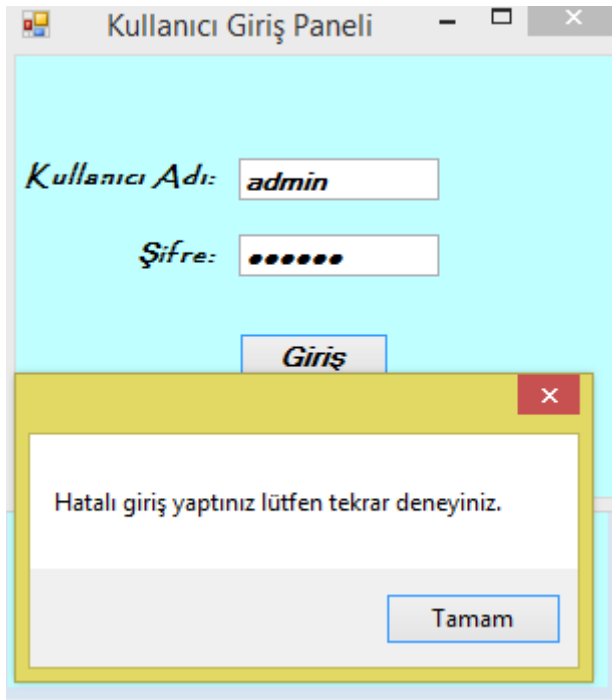 Kullanıcı Giriş Paneli
Kullanıcı Adı: admin
Şifre: ●●●●●●
Giriş
Hatalı giriş yaptınız lütfen tekrar deneyiniz.
Tamam